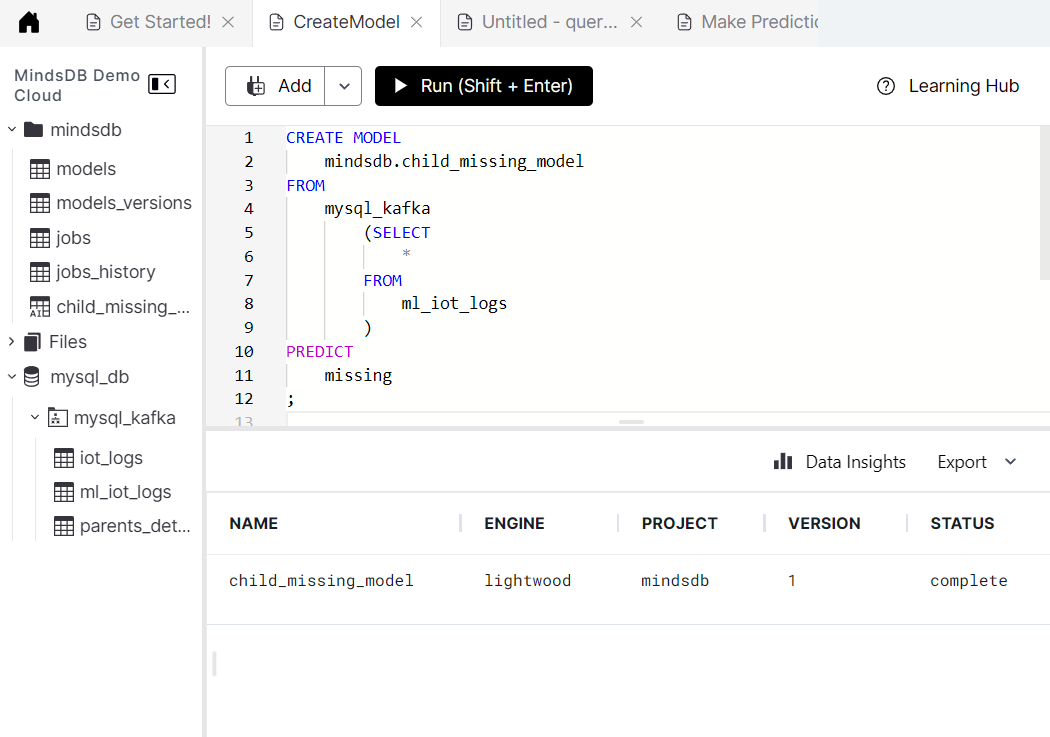 Get Started!
CreateModel
Untitled - quer...
Make Predictio
MindsDB Demo
Cloud
Add
Run (Shift + Enter)
Learning Hub
mindsdb
models
models_versions
jobs
jobs_history
child_missing_...
Files
mysql_db
mysql_kafka
iot_logs
ml_iot_logs
parents_det...
1 CREATE MODEL
2 mindsdb.child_missing_model
3 FROM
4 mysql_kafka
5 (SELECT
6 *
7 FROM
8 ml_iot_logs
9 )
10 PREDICT
11 missing
12 ;
13
Data Insights Export
NAME ENGINE PROJECT VERSION STATUS
child_missing_model lightwood mindsdb 1 complete